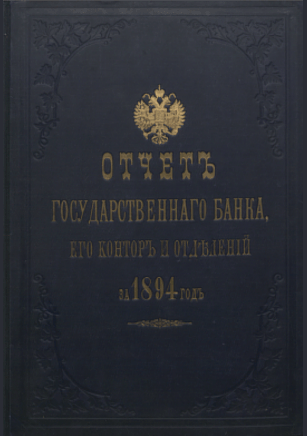 ОТЧЕТЪ
ГОСУДАРСТВЕННАГО БАНКА,
ЕГО КОНТОРЪ И ОТДѢЛЕНІЙ
ЗА 1894 ГОДЪ